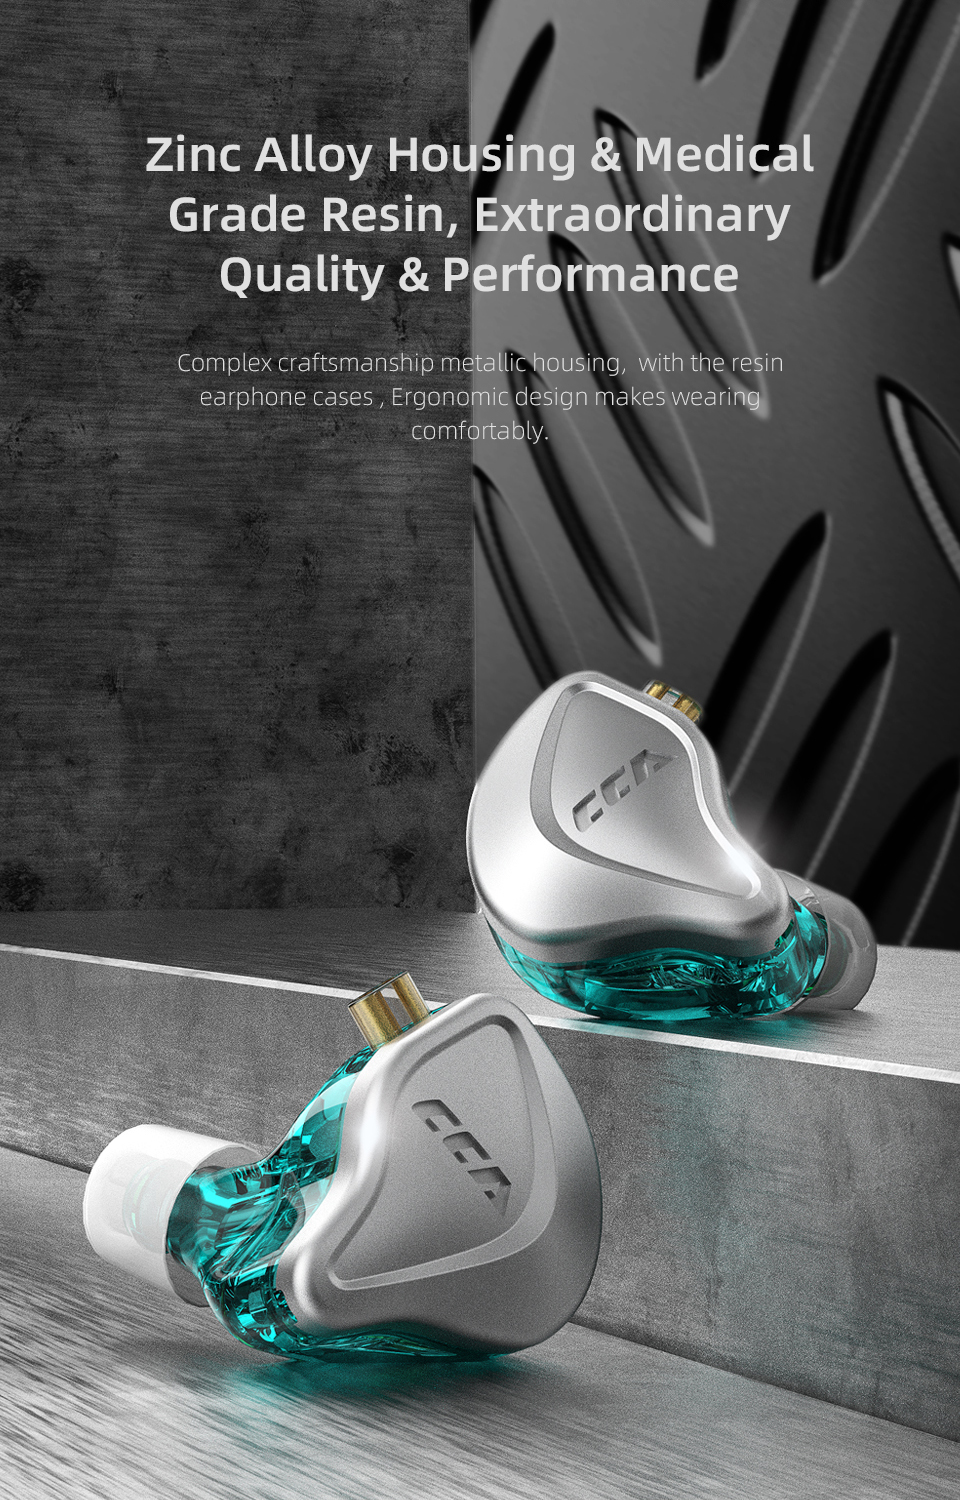 Zinc Alloy Housing & Medical
Grade Resin, Extraordinary
Quality & Performance
Complex craftsmanship metallic housing, with the resin
earphone cases , Ergonomic design makes wearing
comfortably.
CCA
CCA